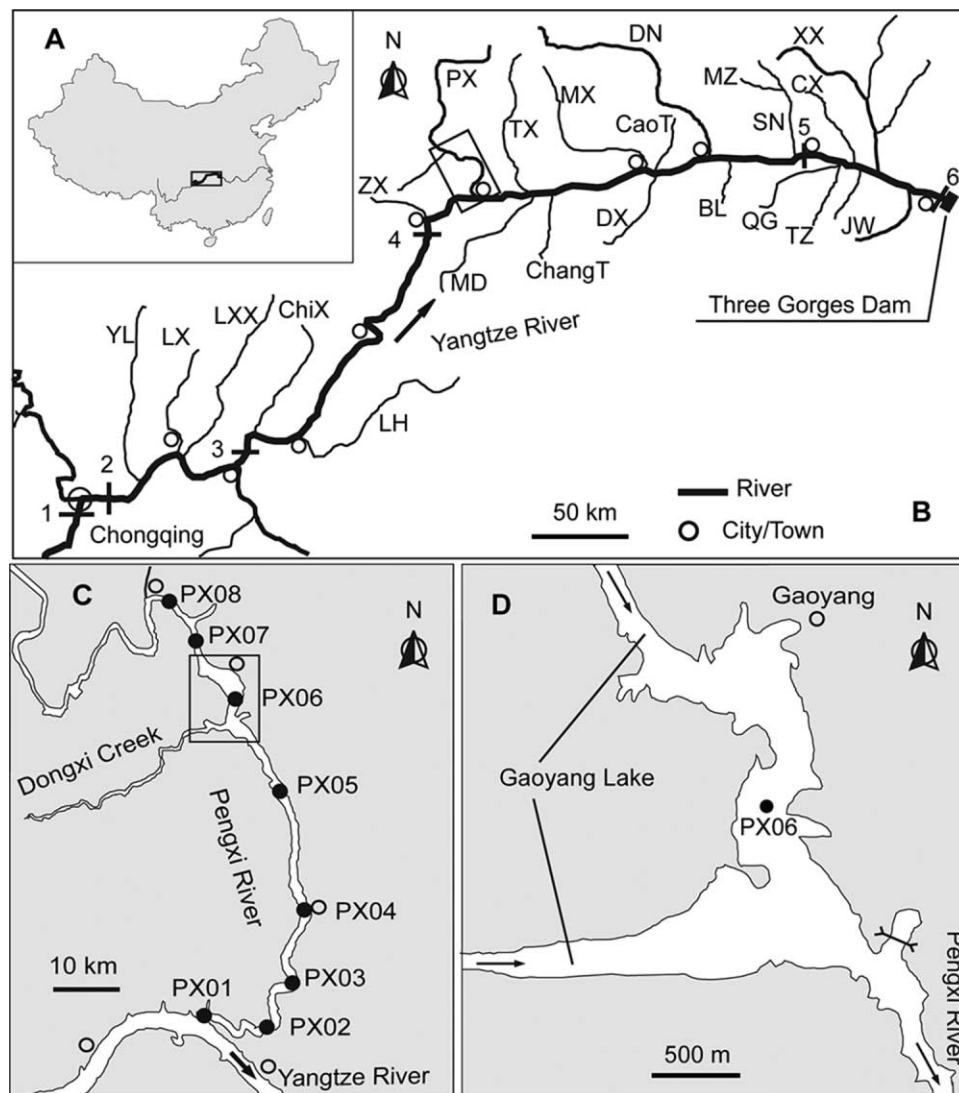 A
N
PX
TX
MX
DN
CaoT
MZ
SN
CX
XX
5
6
ZX
4
MD
ChangT
DX
BL
QG
TZ
JW
Three Gorges Dam
Yangtze River
YL
LX
LXX
ChiX
LH
3
2
1
Chongqing
50 km
River
City/Town
B
C
N
PX08
PX07
PX06
Dongxi Creek
PX05
Pengxi River
PX04
10 km
PX03
PX01
PX02
Yangtze River
D
Gaoyang
N
Gaoyang Lake
PX06
Pengxi River
500 m